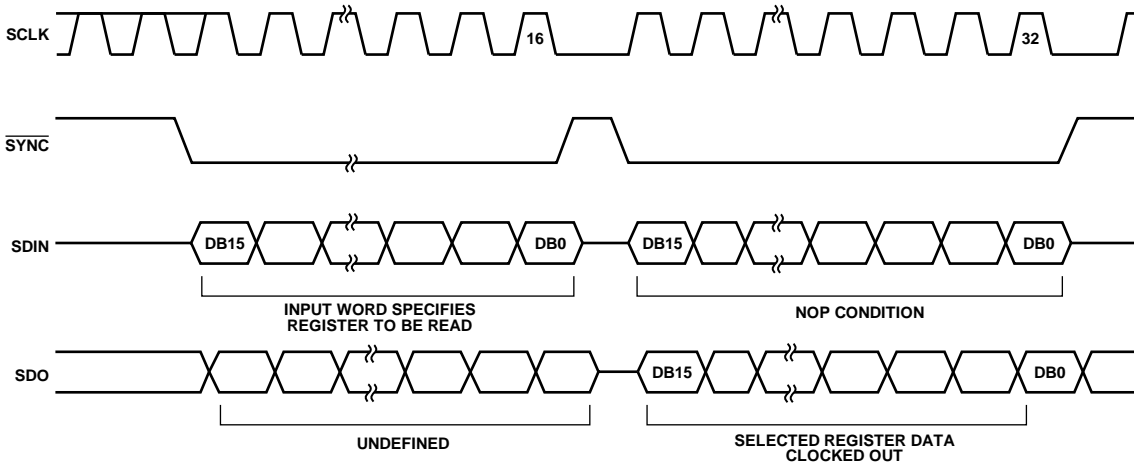 SCLK
16
32
SYNC
SDIN
DB15
DB0
DB15
DB0
INPUT WORD SPECIFIES
REGISTER TO BE READ
NOP CONDITION
SDO
DB15
DB0
UNDEFINED
SELECTED REGISTER DATA
CLOCKED OUT